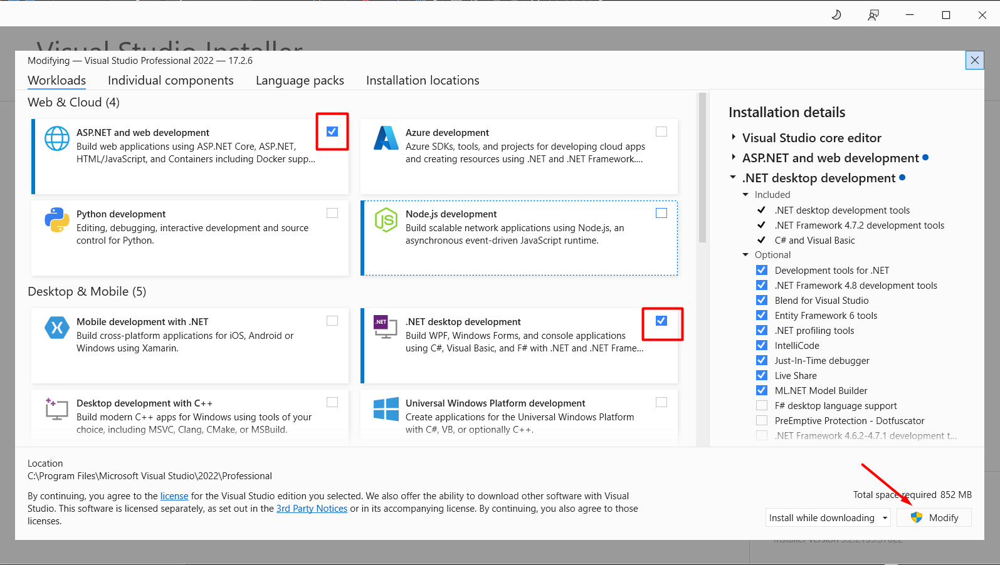 Visual Studio Installer
Modifying — Visual Studio Professional 2022 — 17.2.6
Workloads
Individual components
Language packs
Installation locations
Web & Cloud (4)
ASP.NET and web development
Build web applications using ASP.NET Core, ASP.NET,
HTML/JavaScript, and Containers including Docker supp...
Azure development
Azure SDKs, tools, and projects for developing cloud apps
and creating resources using .NET and .NET Framework....
Python development
Editing, debugging, interactive development and source
control for Python.
JS
Node.js development
Build scalable network applications using Node.js, an
asynchronous event-driven JavaScript runtime.
Desktop & Mobile (5)
Mobile development with .NET
Build cross-platform applications for iOS, Android or
Windows using Xamarin.
.NET
.NET desktop development
Build WPF, Windows Forms, and console applications
using C#, Visual Basic, and F# with .NET and .NET Frame...
Desktop development with C++
Build modern C++ apps for Windows using tools of your
choice, including MSVC, Clang, CMake, or MSBuild.
Universal Windows Platform development
Create applications for the Universal Windows Platform
with C#, VB, or optionally C++.
Installation details
Visual Studio core editor
ASP.NET and web development
.NET desktop development
Included
.NET desktop development tools
.NET Framework 4.7.2 development tools
C# and Visual Basic
Optional
Development tools for .NET
.NET Framework 4.8 development tools
Blend for Visual Studio
Entity Framework 6 tools
.NET profiling tools
IntelliCode
Just-In-Time debugger
Live Share
ML.NET Model Builder
F# desktop language support
PreEmptive Protection - Dotfuscator
.NET Framework 4.6.2-4.7.1 development t...
Location
C:\Program Files\Microsoft Visual Studio\2022\Professional
By continuing, you agree to the license for the Visual Studio edition you selected. We also offer the ability to download other software with Visual
Studio. This software is licensed separately, as set out in the 3rd Party Notices or in its accompanying license. By continuing, you also agree to those
licenses.
Total space required 852 MB
Install while downloading
Modify